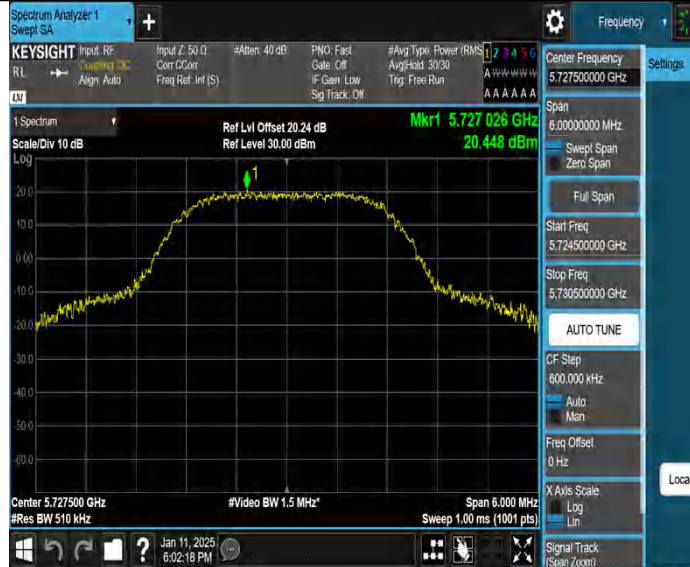 Spectrum Analyzer 1
Swept SA
+
Frequency
KEYSIGHT
RL
Input: RF
Coupling: DC
Align: Auto
Input Z: 50 Ω
Corr CCorr
Freq Ref: Int (S)
#Atten: 40 dB
PNO: Fast
Gate: Off
IF Gain: Low
Sig Track: Off
#Avg Type: Power (RMS
Avg|Hold: 30/30
Trig: Free Run
1 2 3 4 5 6
A W W W W W
A A A A A A
LXI
1 Spectrum
Scale/Div 10 dB
Ref Lvl Offset 20.24 dB
Ref Level 30.00 dBm
Mkr1 5.727 026 GHz
20.448 dBm
Log
1
20.0
10.0
0.00
-10.0
-20.0
-30.0
-40.0
-50.0
-60.0
Center 5.727500 GHz
#Video BW 1.5 MHz*
Span 6.000 MHz
#Res BW 510 kHz
Sweep 1.00 ms (1001 pts)
?
Jan 11, 2025
6:02:18 PM
Center Frequency
5.727500000 GHz
Settings
Span
6.00000000 MHz
Swept Span
Zero Span
Full Span
Start Freq
5.724500000 GHz
Stop Freq
5.730500000 GHz
AUTO TUNE
CF Step
600.000 kHz
Auto
Man
Freq Offset
0 Hz
X Axis Scale
Log
Lin
Loca
Signal Track
(Span Zoom)